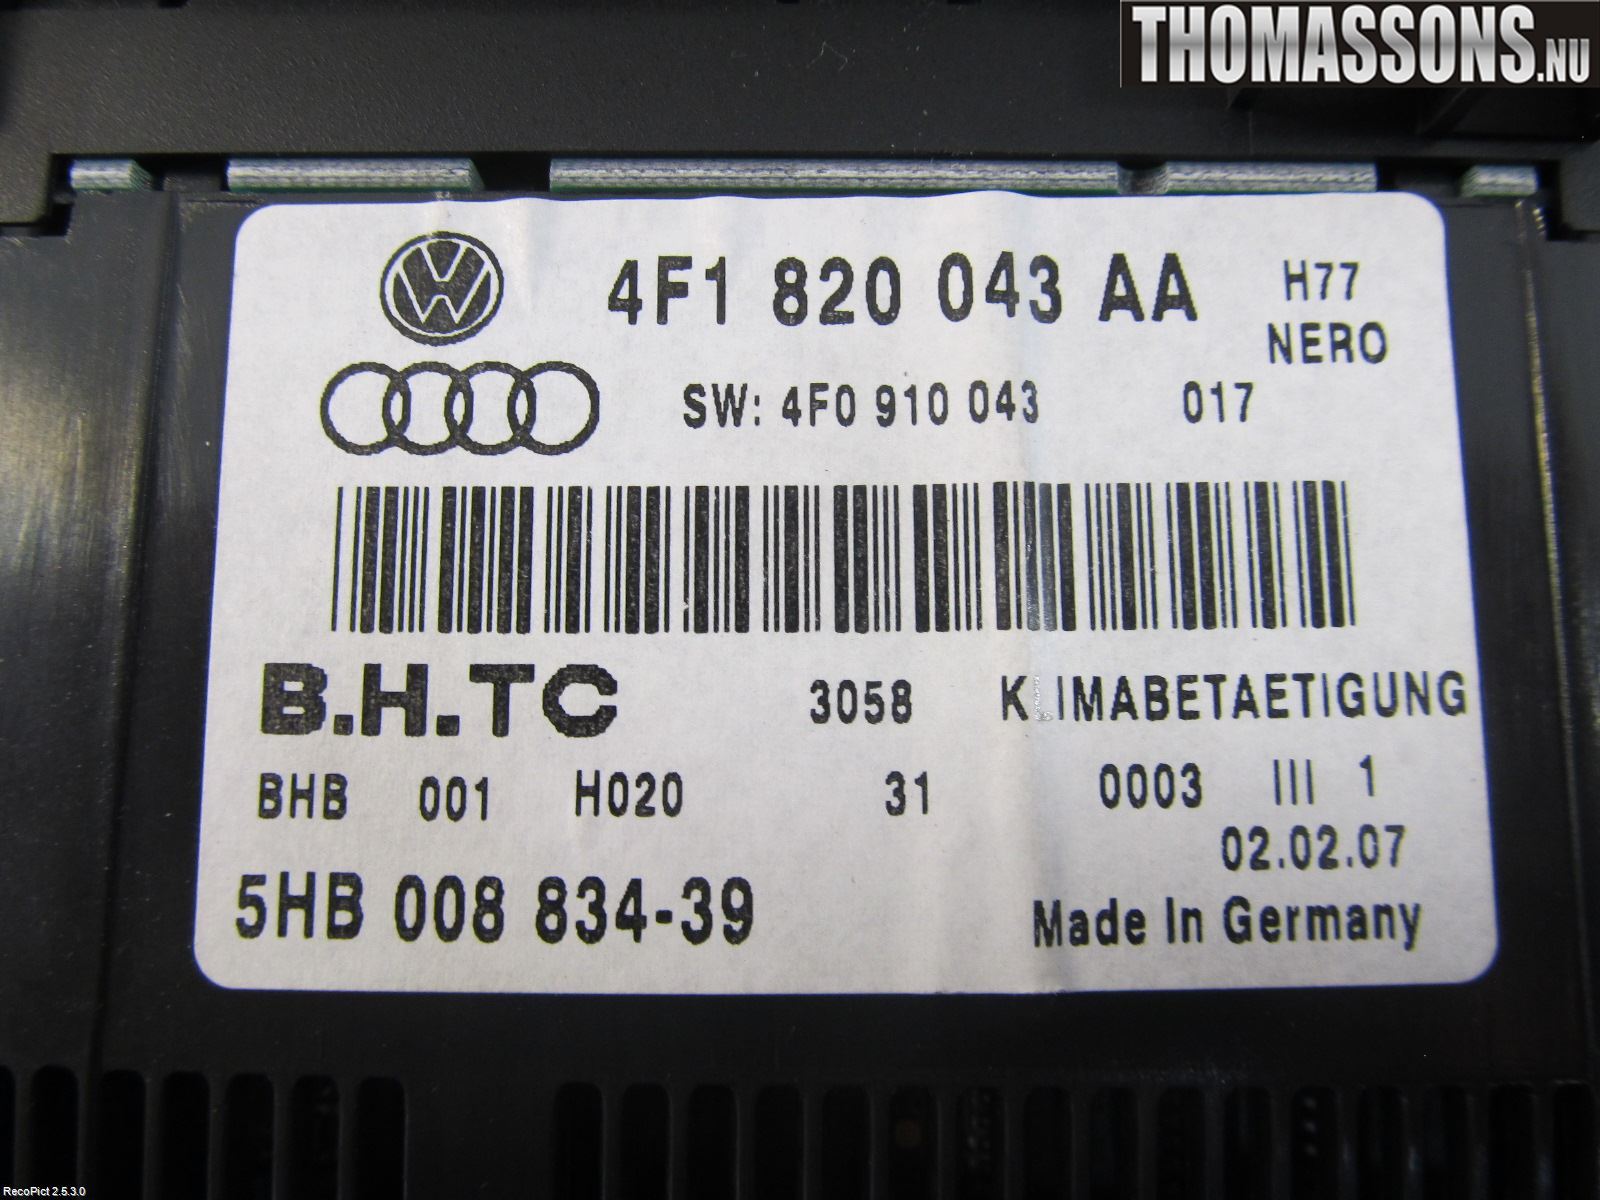 THOMASSONS.NU
4F1 820 043 AA H77
NERO
SW: 4F0 910 043 017
B.H.TC 3058 KLIMABETAETIGUNG
BHB 001 H020 31 0003 III 1
02.02.07
5HB 008 834-39 Made In Germany
RecoPict 2.5.3.0